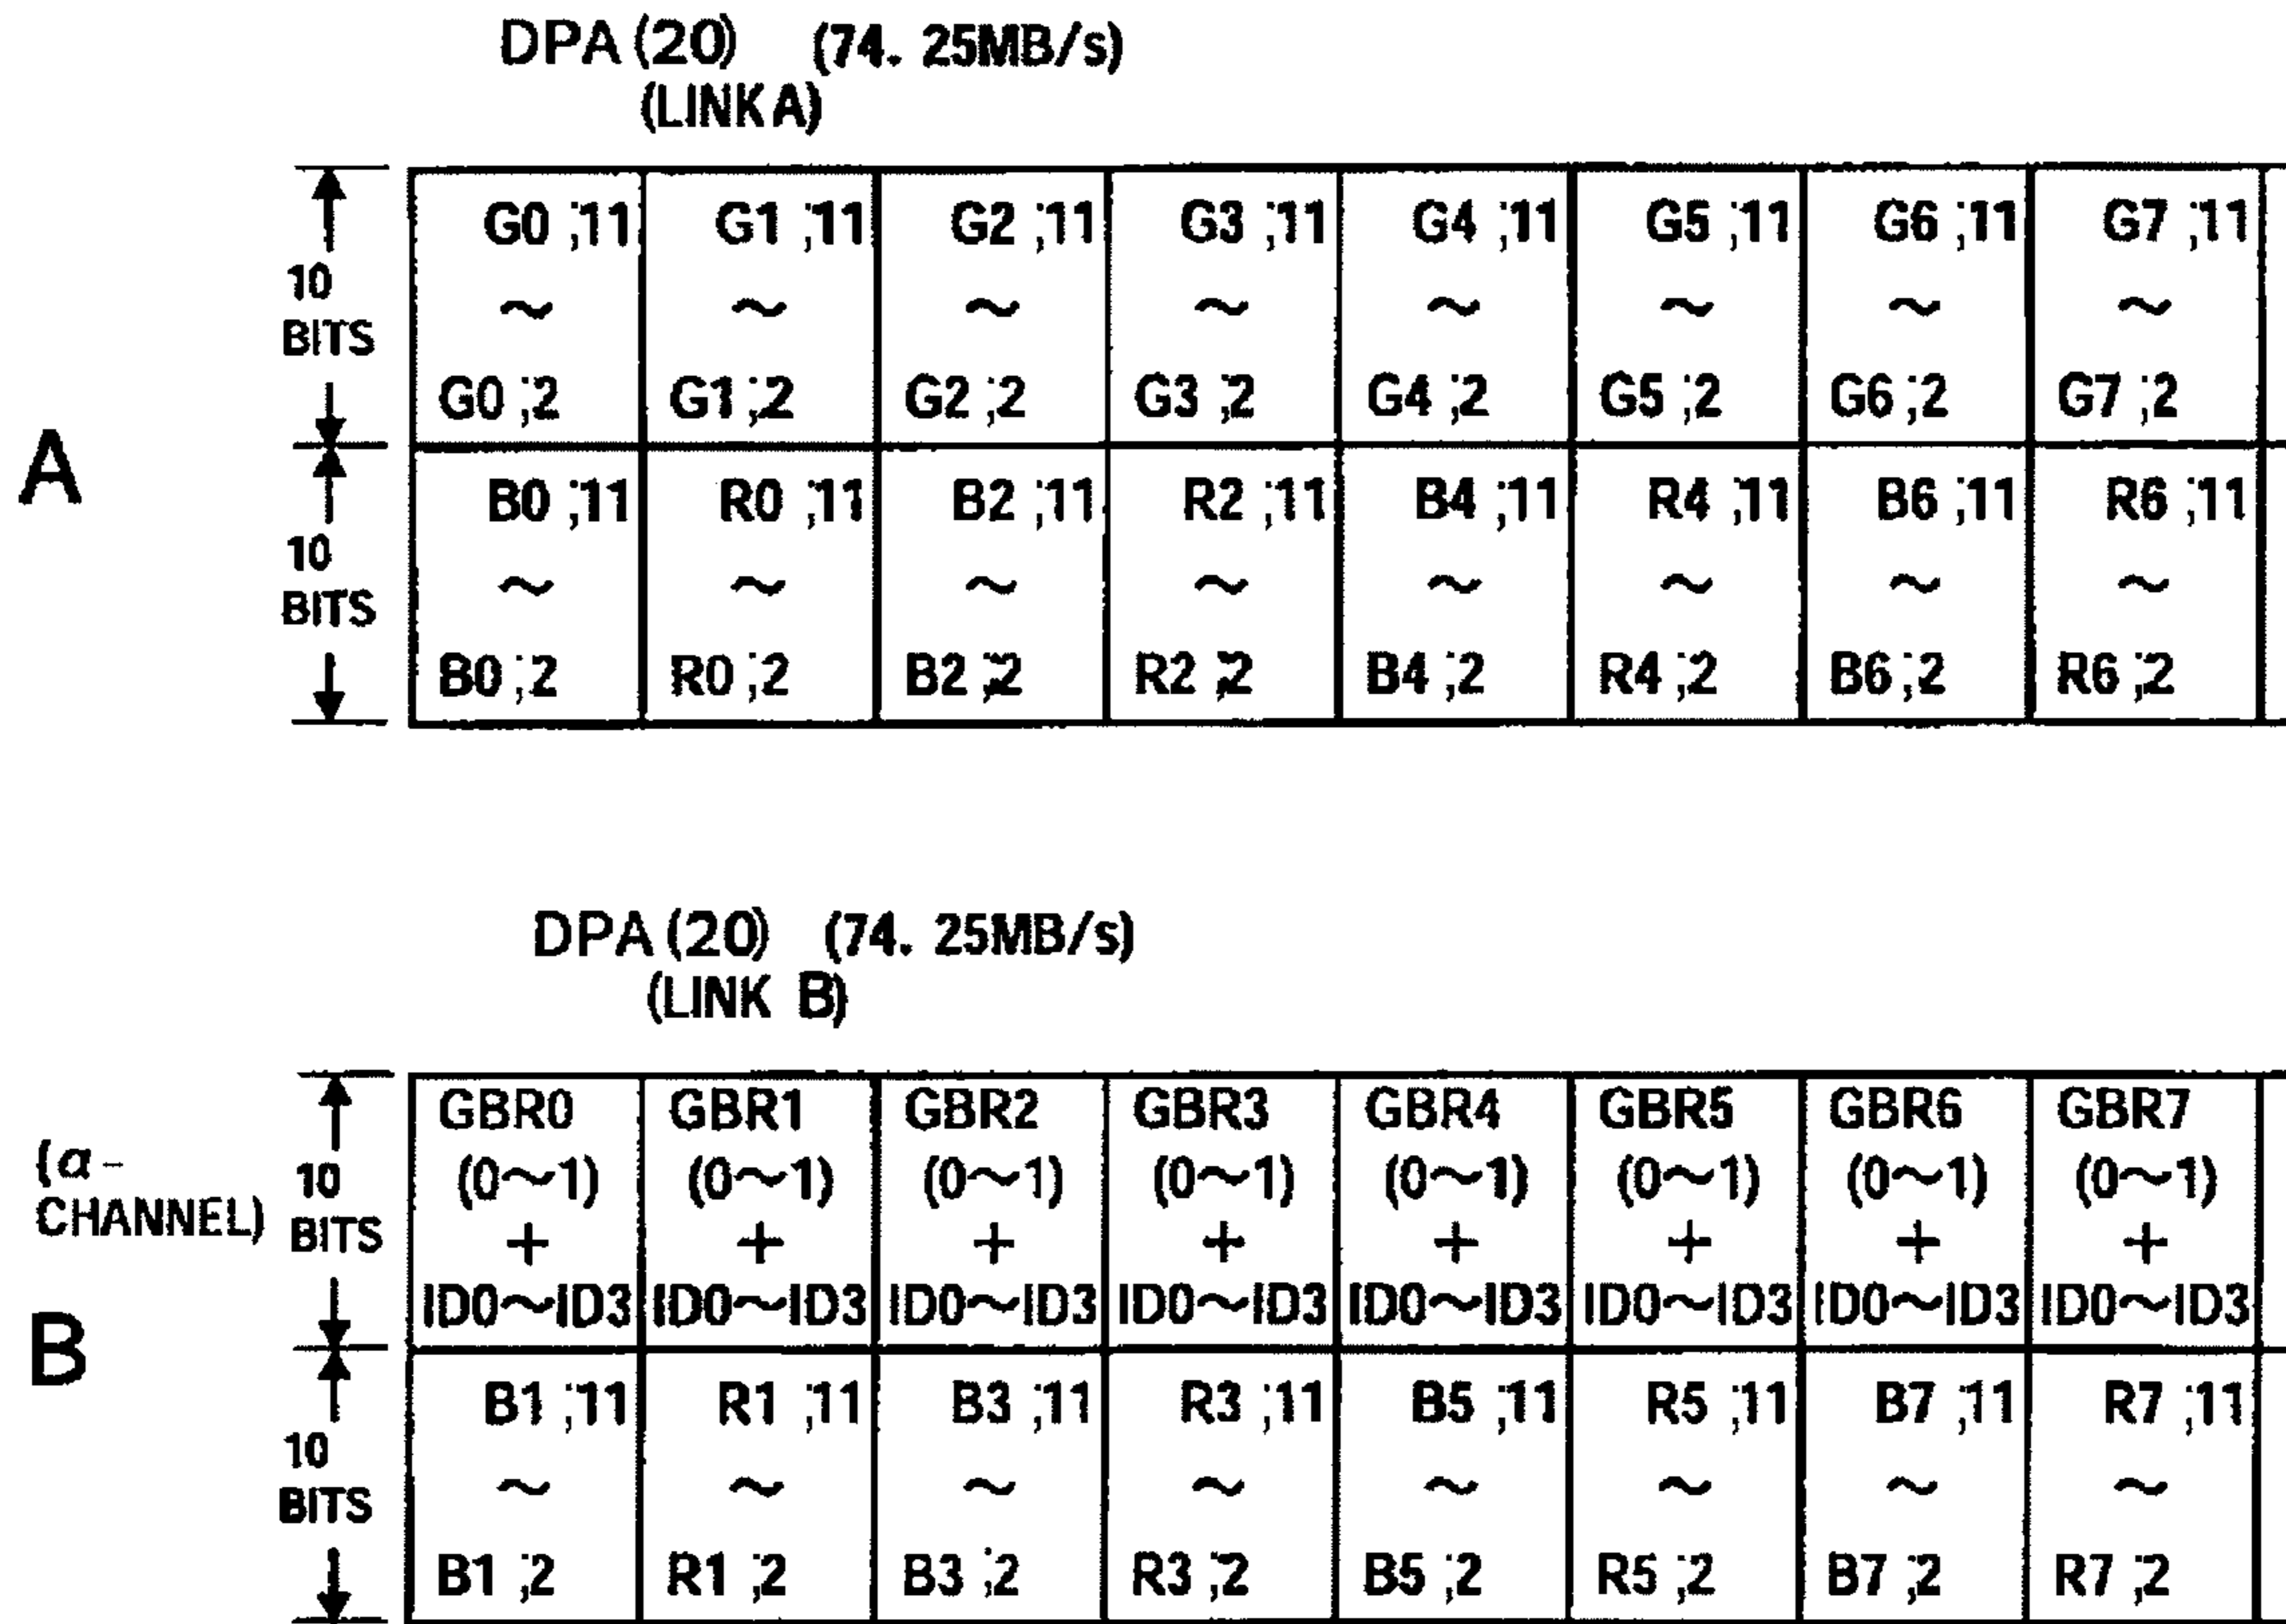 DPA(20) (74. 25MB/s)
(LINK A)
A
10 BITS
G0 ;11 G1 ;11 G2 ;11 G3 ;11 G4 ;11 G5 ;11 G6 ;11 G7 ;11
~ ~ ~ ~ ~ ~ ~ ~
G0 ;2 G1 ;2 G2 ;2 G3 ;2 G4 ;2 G5 ;2 G6 ;2 G7 ;2
10 BITS
B0 ;11 R0 ;11 B2 ;11 R2 ;11 B4 ;11 R4 ;11 B6 ;11 R6 ;11
~ ~ ~ ~ ~ ~ ~ ~
B0 ;2 R0 ;2 B2 ;2 R2 ;2 B4 ;2 R4 ;2 B6 ;2 R6 ;2
DPA(20) (74. 25MB/s)
(LINK B)
B
(α-
CHANNEL)
10 BITS
GBR0 GBR1 GBR2 GBR3 GBR4 GBR5 GBR6 GBR7
(0~1) (0~1) (0~1) (0~1) (0~1) (0~1) (0~1) (0~1)
+ + + + + + + +
ID0~ID3 ID0~ID3 ID0~ID3 ID0~ID3 ID0~ID3 ID0~ID3 ID0~ID3 ID0~ID3
10 BITS
B1 ;11 R1 ;11 B3 ;11 R3 ;11 B5 ;11 R5 ;11 B7 ;11 R7 ;11
~ ~ ~ ~ ~ ~ ~ ~
B1 ;2 R1 ;2 B3 ;2 R3 ;2 B5 ;2 R5 ;2 B7 ;2 R7 ;2